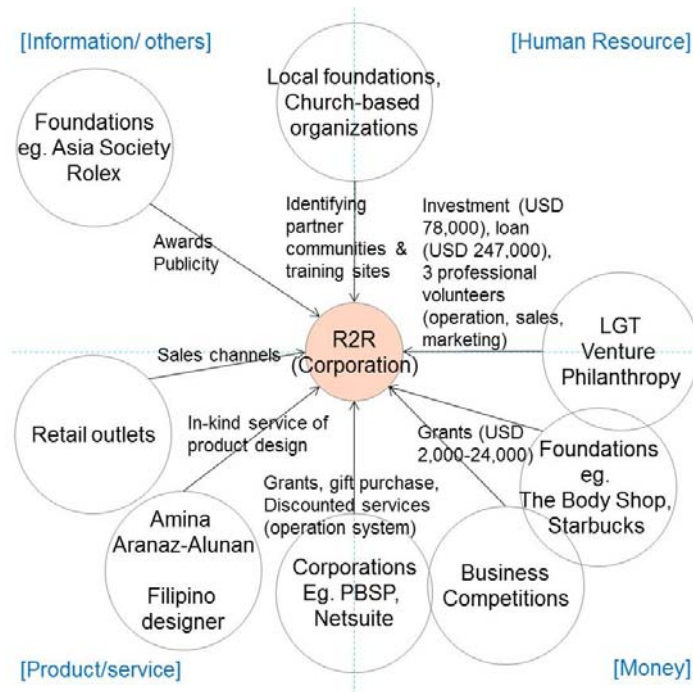 [Information/ others]
[Human Resource]
Local foundations,
Church-based
organizations
Foundations
eg. Asia Society
Rolex
Identifying
partner
communities &
training sites
Investment (USD
78,000), loan
(USD 247,000),
3 professional
volunteers
(operation, sales,
marketing)
Awards
Publicity
R2R
(Corporation)
LGT
Venture
Philanthropy
Sales channels
Retail outlets
In-kind service of
product design
Grants (USD
2,000-24,000)
Foundations
eg.
The Body Shop,
Starbucks
Grants, gift purchase,
Discounted services
(operation system)
Amina
Aranaz-Alunan
Filipino
designer
Corporations
Eg. PBSP,
Netsuite
Business
Competitions
[Product/service]
[Money]